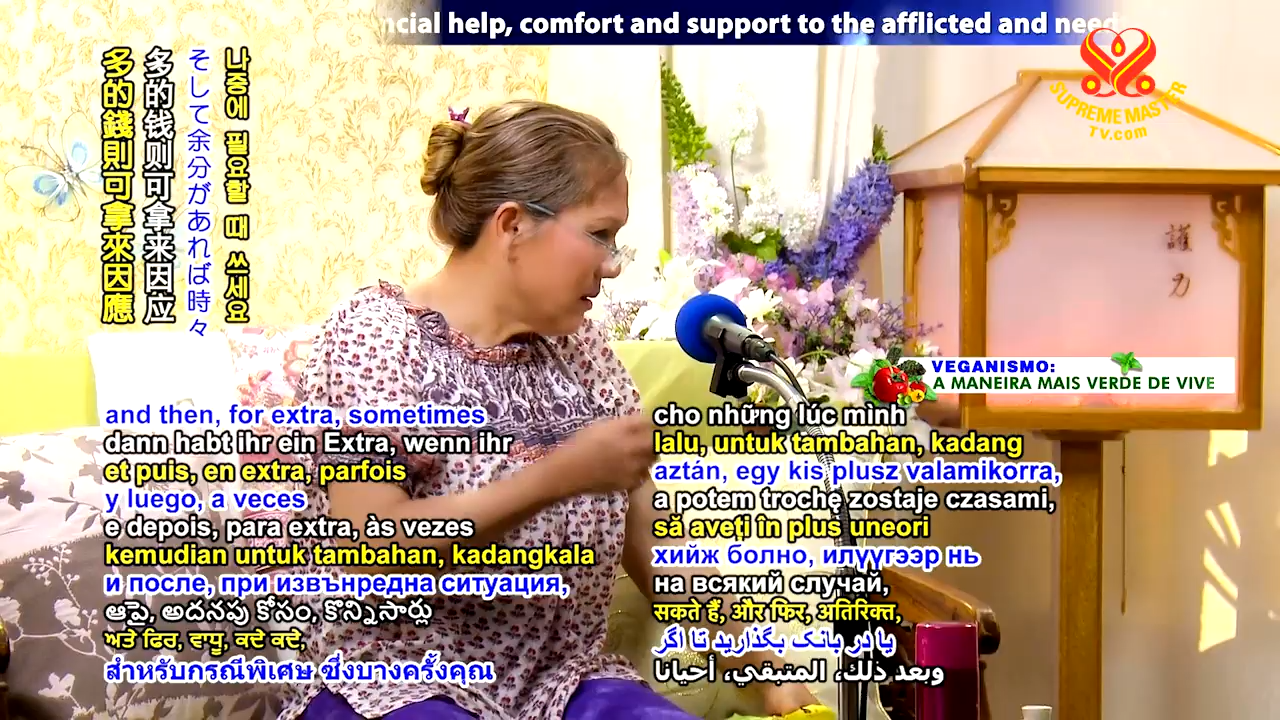 ncial help, comfort and support to the afflicted and need
SUPREME MASTER
TV.com
多的錢則可拿來因應
多的钱则可拿来因应
そして余分があれば時々
나중에 필요할 때 쓰세요
護力
VEGANISMO:
A MANEIRA MAIS VERDE DE VIVE
and then, for extra, sometimes
dann habt ihr ein Extra, wenn ihr
et puis, en extra, parfois
y luego, a veces
e depois, para extra, às vezes
kemudian untuk tambahan, kadangkala
и после, при извънредна ситуация,
ఆపై, అదనపు కోసం, కొన్నిసార్లు
ਅਤੇ ਫਿਰ, ਵਾਧੂ, ਕਦੇ ਕਦੇ,
สำหรับกรณีพิเศษ ซึ่งบางครั้งคุณ
cho những lúc mình
lalu, untuk tambahan, kadang
aztán, egy kis plusz valamikorra,
a potem trochę zostaje czasami,
să aveți în plus uneori
хийж болно, илүүгээр нь
на всякий случай,
सकते हैं, और फिर, अतिरिक्त,
یا در بانک بگذارید تا اگر
وبعد ذلك، المتبقي، أحيانا